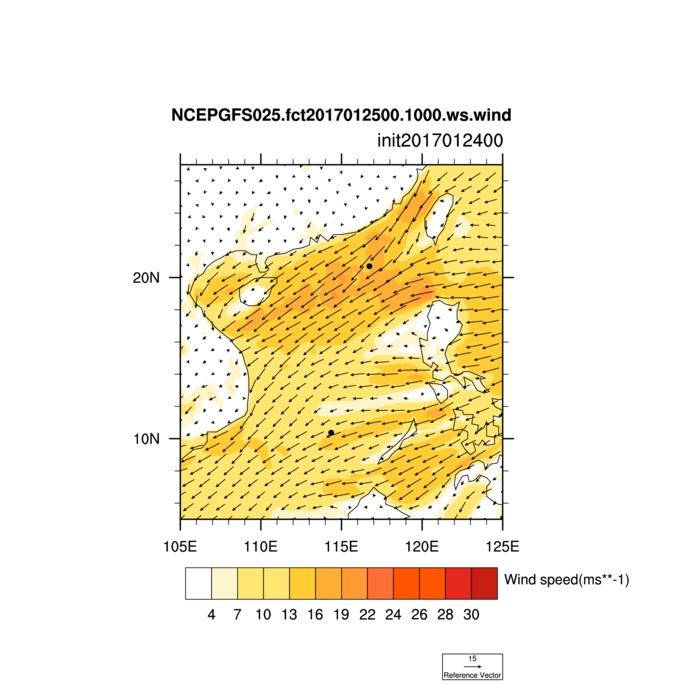 NCEPGFS025.fct2017012500.1000.ws.wind
init2017012400
20N
10N
105E 110E 115E 120E 125E
Wind speed(ms**-1)
4 7 10 13 16 19 22 24 26 28 30
15
Reference Vector